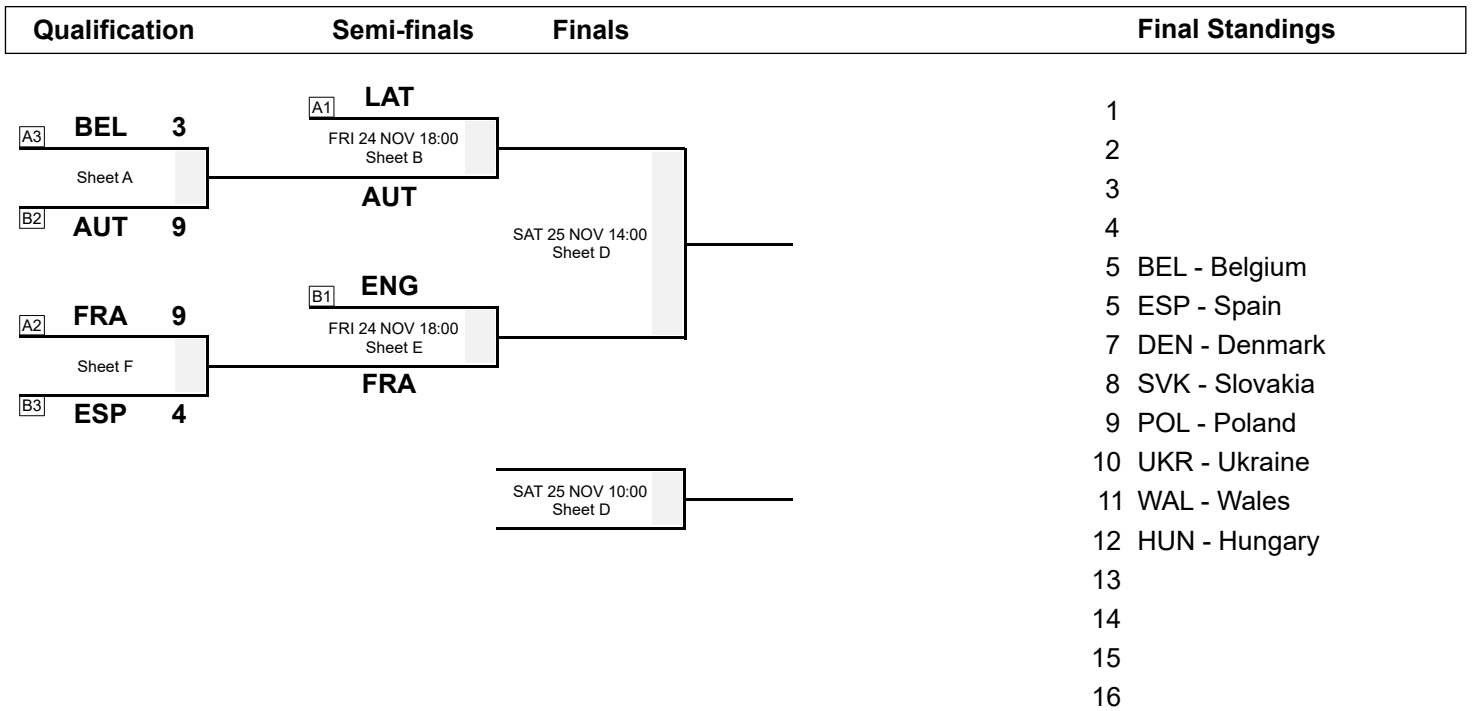 Qualification Semi-finals Finals Final Standings
A1 LAT
A3 BEL 3
FRI 24 NOV 18:00
Sheet B
Sheet A
AUT
B2 AUT 9
SAT 25 NOV 14:00
Sheet D
B1 ENG
A2 FRA 9
FRI 24 NOV 18:00
Sheet E
Sheet F
FRA
B3 ESP 4
SAT 25 NOV 10:00
Sheet D
1
2
3
4
5 BEL - Belgium
5 ESP - Spain
7 DEN - Denmark
8 SVK - Slovakia
9 POL - Poland
10 UKR - Ukraine
11 WAL - Wales
12 HUN - Hungary
13
14
15
16